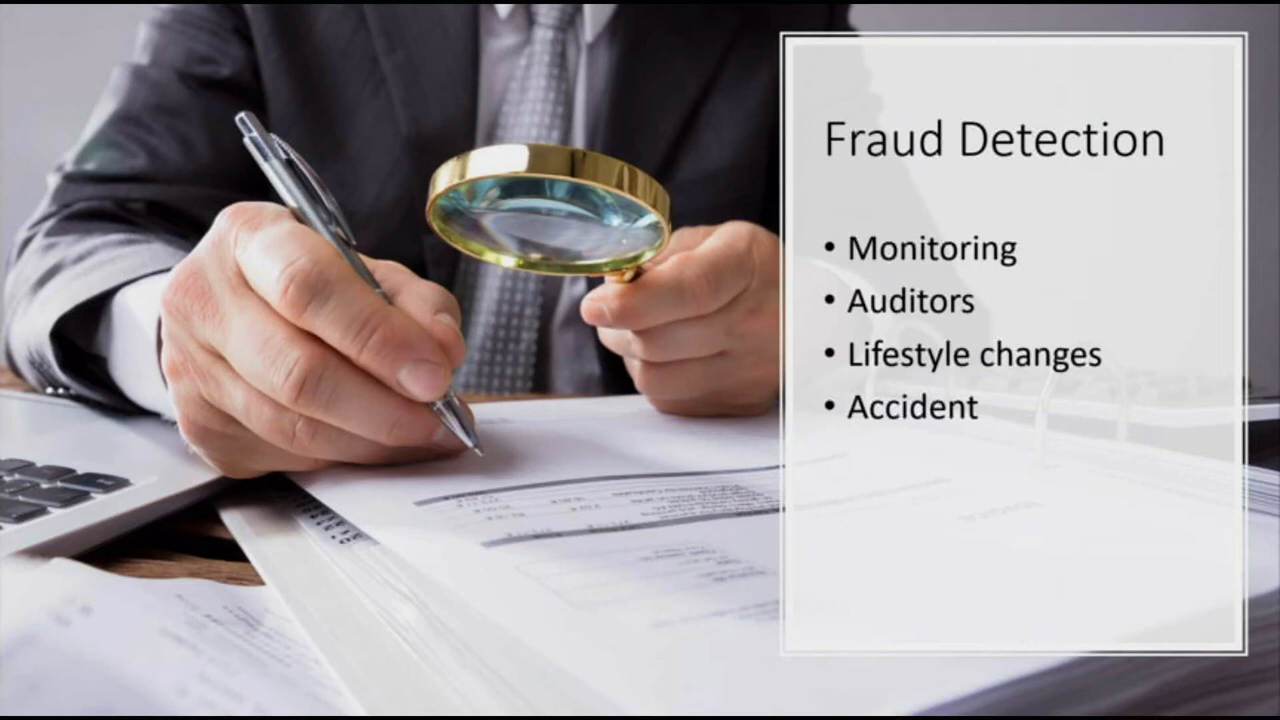 Fraud Detection
• Monitoring
• Auditors
• Lifestyle changes
• Accident